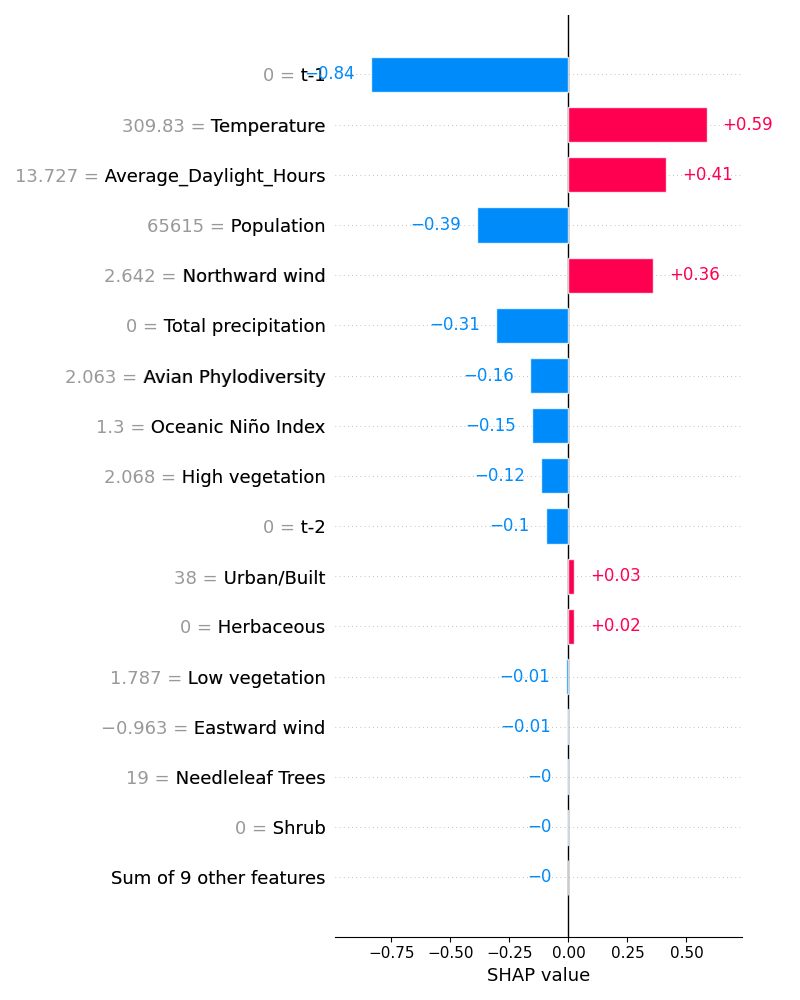 0 = t-1 −0.84
309.83 = Temperature +0.59
13.727 = Average_Daylight_Hours +0.41
65615 = Population −0.39
2.642 = Northward wind +0.36
0 = Total precipitation −0.31
2.063 = Avian Phylodiversity −0.16
1.3 = Oceanic Niño Index −0.15
2.068 = High vegetation −0.12
0 = t-2 −0.1
38 = Urban/Built +0.03
0 = Herbaceous +0.02
1.787 = Low vegetation −0.01
−0.963 = Eastward wind −0.01
19 = Needleleaf Trees −0
0 = Shrub −0
Sum of 9 other features −0
−0.75 −0.50 −0.25 0.00 0.25 0.50
SHAP value